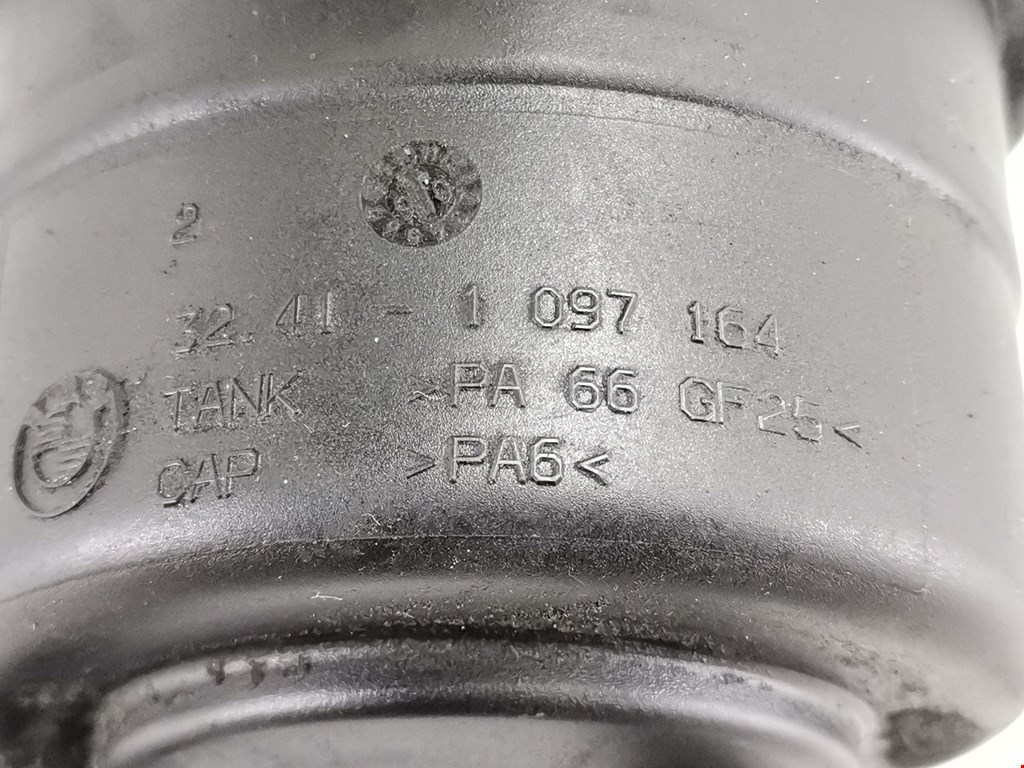 2
32.41 - 1 097 164
TANK >PA 66 GF25<
CAP >PA6<